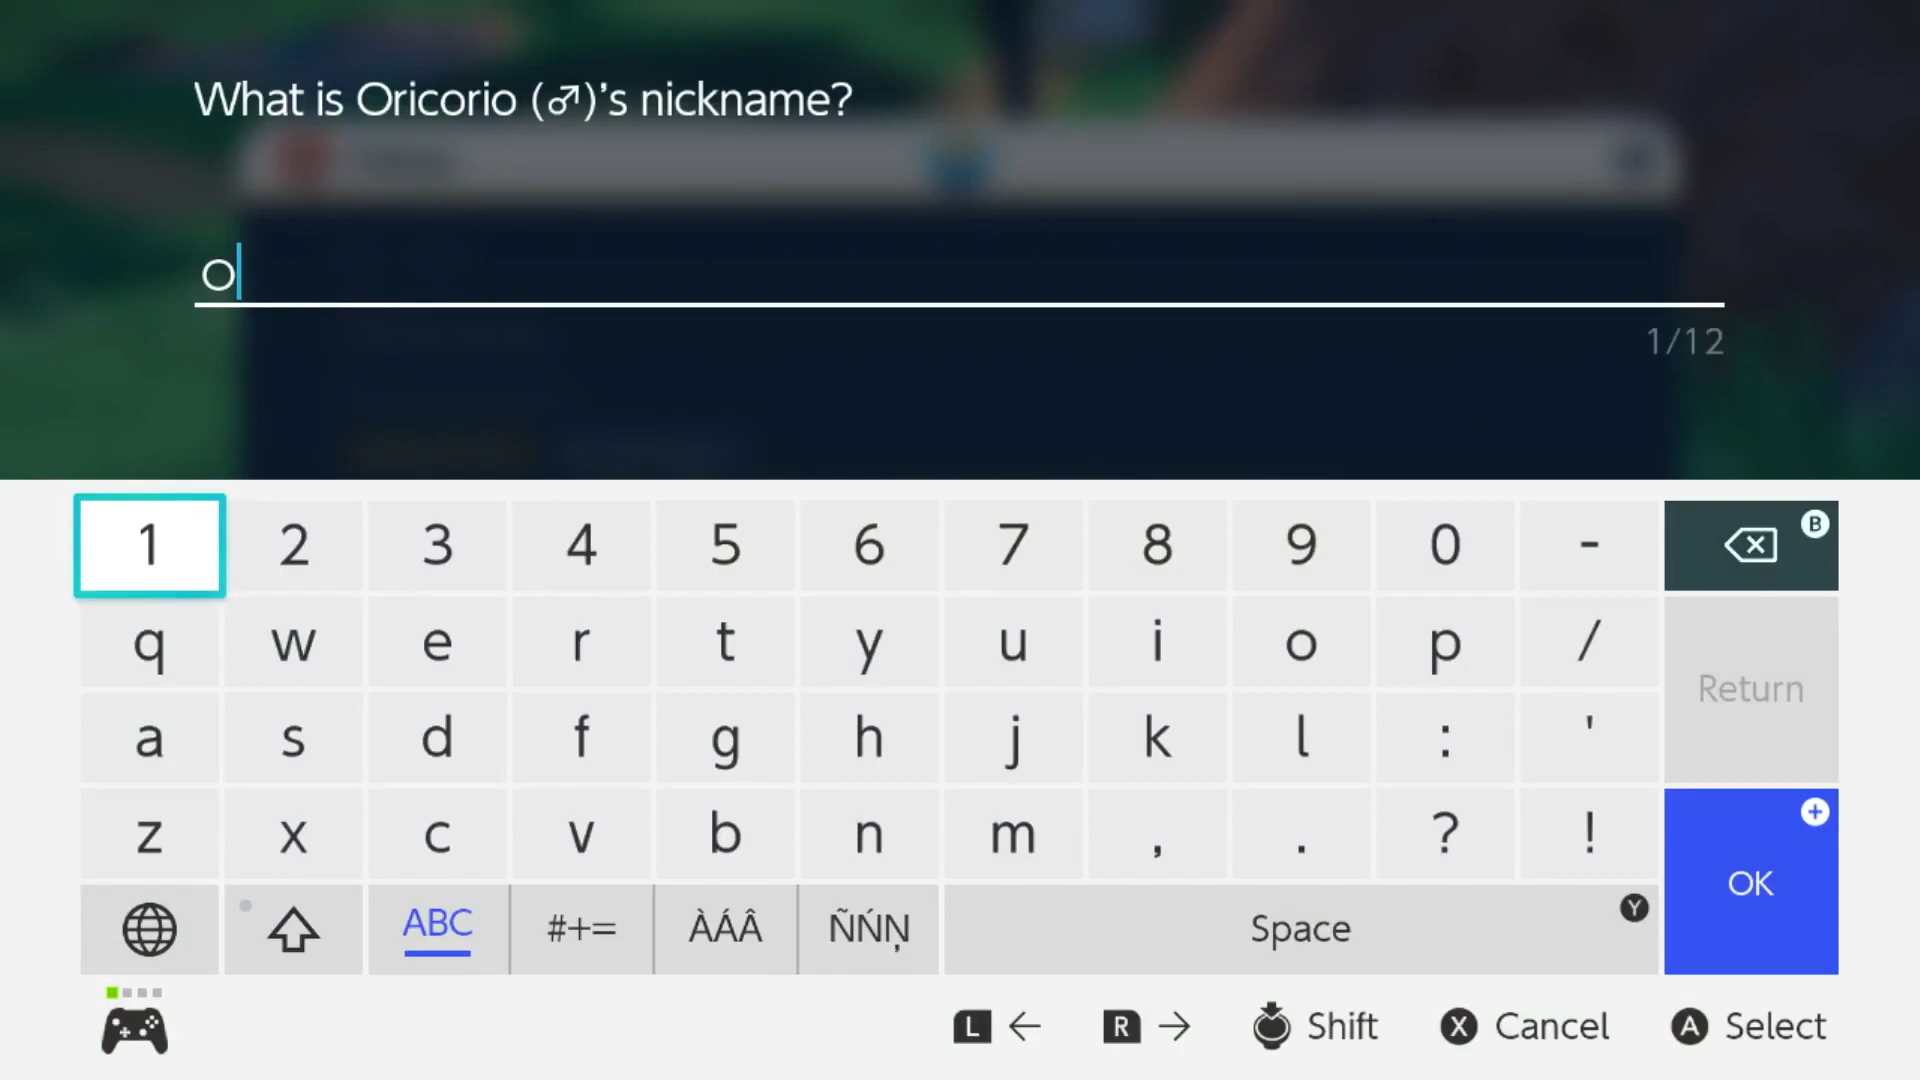 What is Oricorio (♂)'s nickname?
O
1/12
1 2 3 4 5 6 7 8 9 0 - B
q w e r t y u i o p /
Return
a s d f g h j k l : '
z x c v b n m , . ? ! +
OK
ABC #+= ÀÁÂ ÑŃŅ Space Y
L ← R → Shift X Cancel A Select